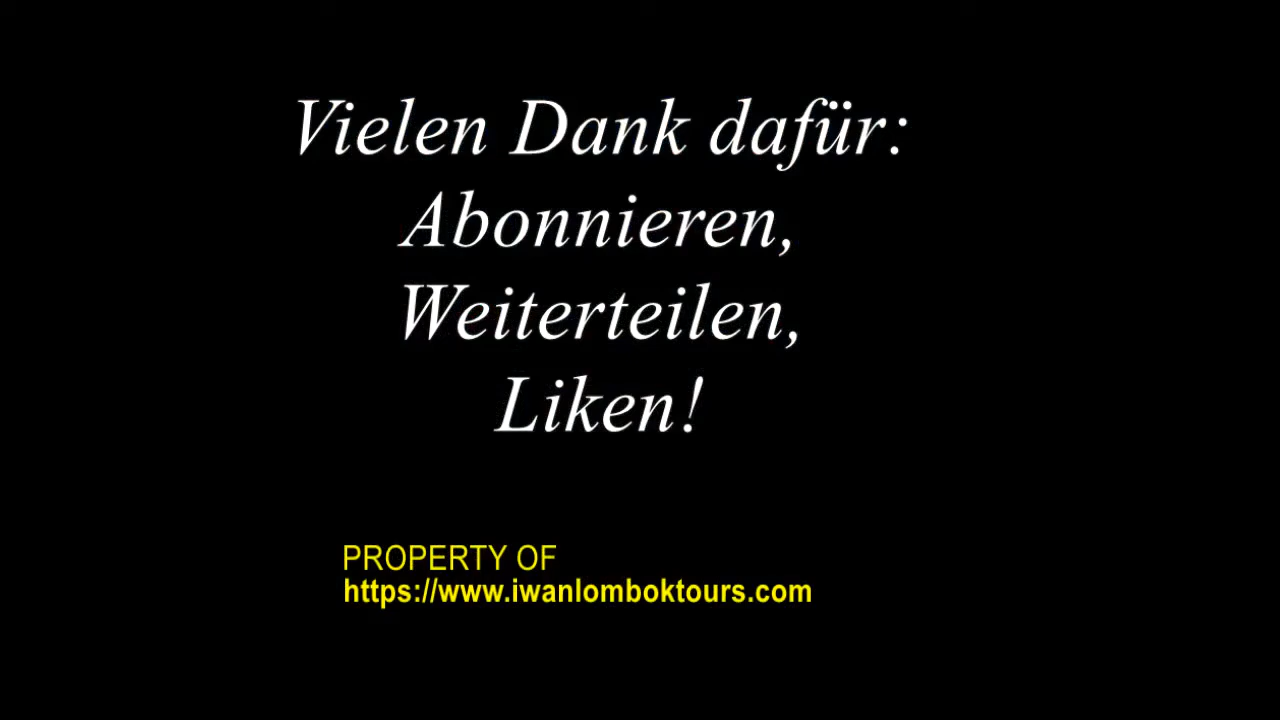 Vielen Dank dafür:
Abonnieren,
Weiterteilen,
Liken!
PROPERTY OF
https://www.iwanlomboktours.com